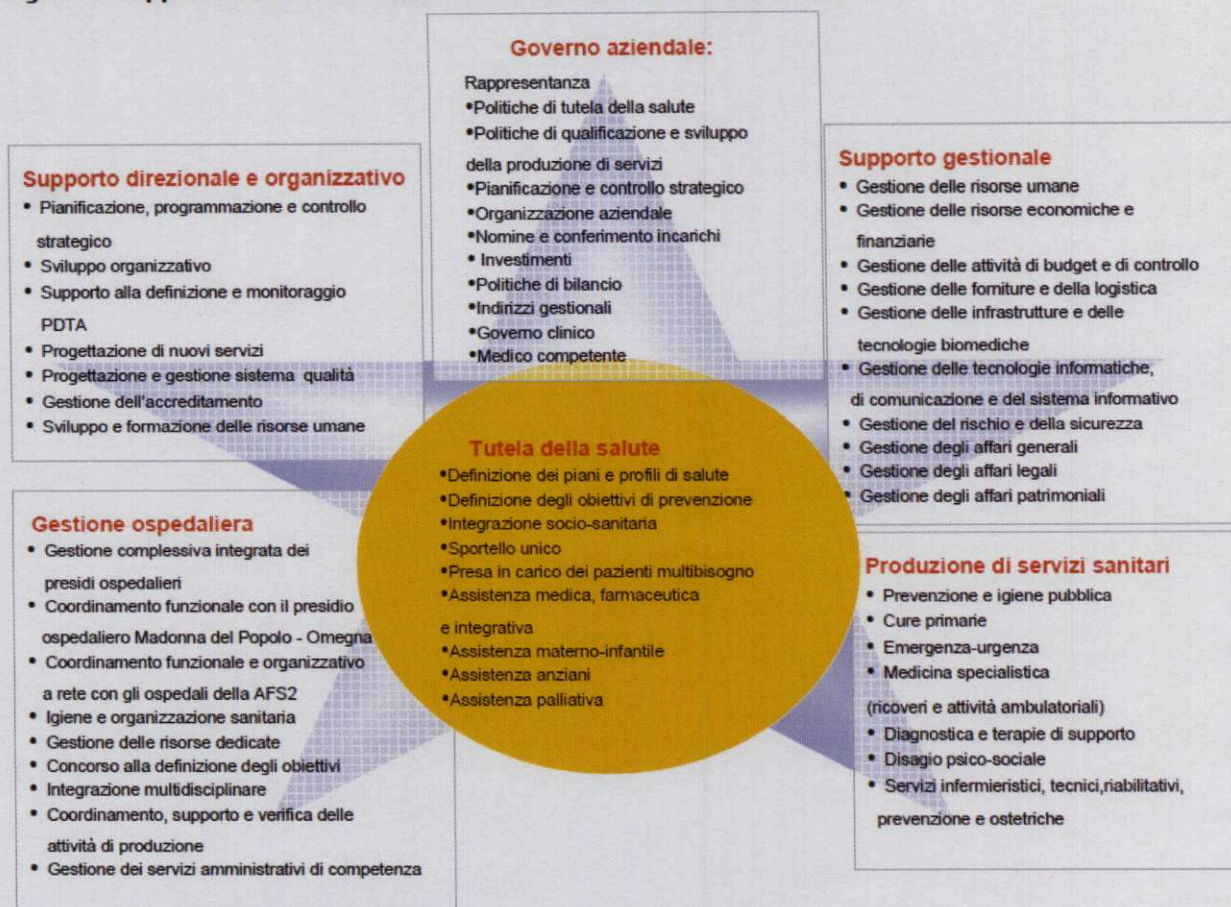 Governo aziendale:
Rappresentanza
•Politiche di tutela della salute
•Politiche di qualificazione e sviluppo
della produzione di servizi
•Pianificazione e controllo strategico
•Organizzazione aziendale
•Nomine e conferimento incarichi
• Investimenti
•Politiche di bilancio
•Indirizzi gestionali
•Governo clinico
•Medico competente
Supporto direzionale e organizzativo
• Pianificazione, programmazione e controllo
strategico
• Sviluppo organizzativo
• Supporto alla definizione e monitoraggio
PDTA
• Progettazione di nuovi servizi
• Progettazione e gestione sistema qualità
• Gestione dell'accreditamento
• Sviluppo e formazione delle risorse umane
Supporto gestionale
• Gestione delle risorse umane
• Gestione delle risorse economiche e
finanziarie
• Gestione delle attività di budget e di controllo
• Gestione delle forniture e della logistica
• Gestione delle infrastrutture e delle
tecnologie biomediche
• Gestione delle tecnologie informatiche,
di comunicazione e del sistema informativo
• Gestione del rischio e della sicurezza
• Gestione degli affari generali
• Gestione degli affari legali
• Gestione degli affari patrimoniali
Tutela della salute
•Definizione dei piani e profili di salute
•Definizione degli obiettivi di prevenzione
•Integrazione socio-sanitaria
•Sportello unico
•Presa in carico dei pazienti multibisogno
•Assistenza medica, farmaceutica
e integrativa
•Assistenza materno-infantile
•Assistenza anziani
•Assistenza palliativa
Gestione ospedaliera
• Gestione complessiva integrata dei
presidi ospedalieri
• Coordinamento funzionale con il presidio
ospedaliero Madonna del Popolo - Omegna
• Coordinamento funzionale e organizzativo
a rete con gli ospedali della AFS2
• Igiene e organizzazione sanitaria
• Gestione delle risorse dedicate
• Concorso alla definizione degli obiettivi
• Integrazione multidisciplinare
• Coordinamento, supporto e verifica delle
attività di produzione
• Gestione dei servizi amministrativi di competenza
Produzione di servizi sanitari
• Prevenzione e igiene pubblica
• Cure primarie
• Emergenza-urgenza
• Medicina specialistica
(ricoveri e attività ambulatoriali)
• Diagnostica e terapie di supporto
• Disagio psico-sociale
• Servizi infermieristici, tecnici,riabilitativi,
prevenzione e ostetriche